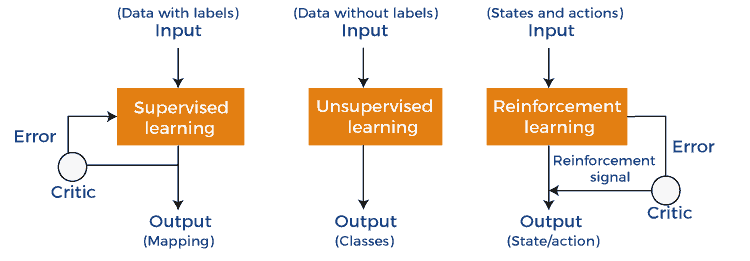 (Data with labels)
Input
Supervised
learning
Error
Critic
Output
(Mapping)
(Data without labels)
Input
Unsupervised
learning
Output
(Classes)
(States and actions)
Input
Reinforcement
learning
Error
Reinforcement
signal
Critic
Output
(State/action)